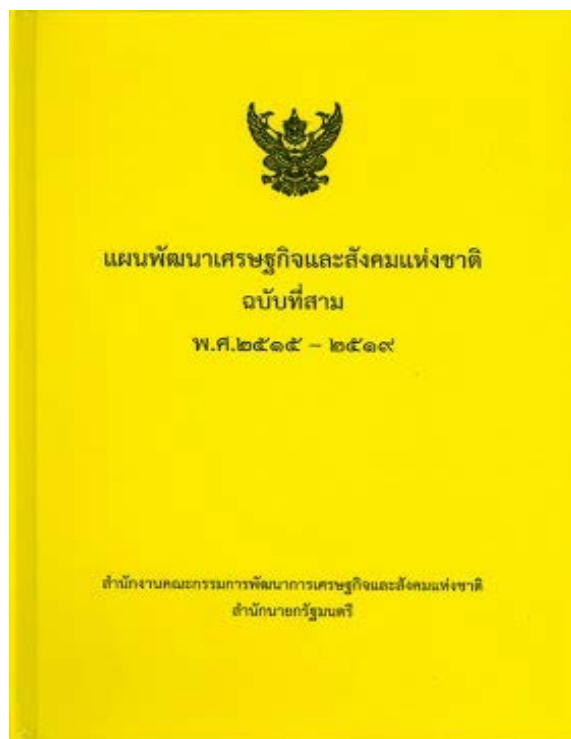 แผนพัฒนาเศรษฐกิจและสังคมแห่งชาติ
ฉบับที่สาม
พ.ศ.๒๕๑๕ – ๒๕๑๙
สำนักงานคณะกรรมการพัฒนาการเศรษฐกิจและสังคมแห่งชาติ
สำนักนายกรัฐมนตรี